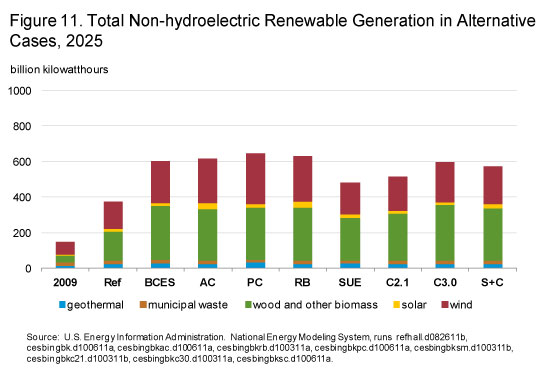 Figure 11. Total Non-hydroelectric Renewable Generation in Alternative
Cases, 2025
billion kilowatthours
1000
800
600
400
200
0
2009 Ref BCES AC PC RB SUE C2.1 C3.0 S+C
geothermal municipal waste wood and other biomass solar wind
Source: U.S. Energy Information Administration. National Energy Modeling System, runs refhall.d082611b,
cesbingbk.d100611a, cesbingbkac.d100611a, cesbingbkrb.d100311a, cesbingbkpc.d100611a, cesbingbksm.d100311b,
cesbingbkc21.d100311b, cesbingbkc30.d100311a, cesbingbksc.d100611a.